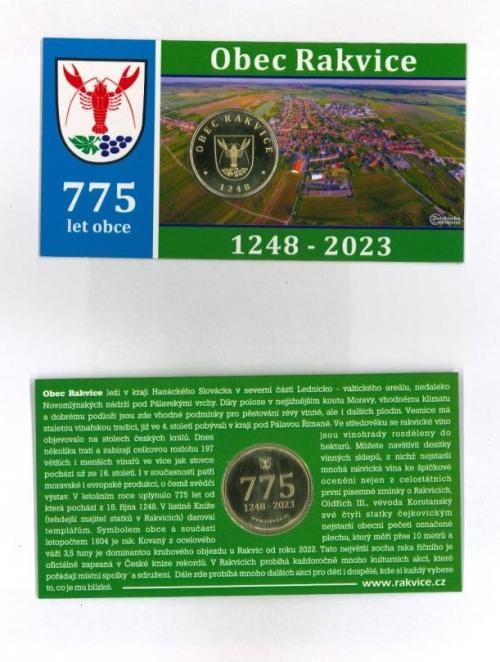 Obec Rakvice
OBEC RAKVICE
1248
775
let obce
1248 - 2023
Obec Rakvice leží v kraji Hanáckého Slovácka v severní části Lednicko - valtického areálu, nedaleko
Novomlýnských nádrží pod Pálavskými vrchy. Díky poloze v nejjižnějším koutu Moravy, vhodnému klimatu
a dobrému podloží jsou zde vhodné podmínky pro pěstování révy vinné, ale i dalších plodin. Vesnice má
staletou vinařskou tradici, již ve 4. století pobývali v kraji pod Pálavou Římané. Ve středověku se rakvické víno
objevovalo na stolech českých králů. Dnes
několika tratí a zabírají celkovou rozlohu 197
větších i menších vinařů ve více jak stovce
pochází už ze 16. století. I v současnosti patří
moravské i evropské produkci, o čemž svědčí
výstav. V letošním roce uplynulo 775 let od
která pochází z 18. října 1248. V listině Kniže
(tehdejší majitel statků v Rakvicích) daroval
templářům. Symbolem obce a součástí
letopočtem 1604 je rak. Kovaný z ocelového
jsou vinohrady rozděleny do
hektarů. Můžete navštívit desítky
vinných sklepů, z nichž nejstarší
mnohá rakvická vína ke špičkové
ocenění nejen z celostátních
první písemné zmínky o Rakvicích,
Oldřich III., vévoda Korutanský
své čtyři statky čejkovickým
nejstarší obecní pečeti označené
plechu, který měří přes 10 metrů a
775
1248 - 2023
www.rakvice.cz
váží 3,5 tuny je dominantou kruhového objezdu u Rakvic od roku 2022. Tato největší socha raka říčního je
oficiálně zapsaná v České knize rekordů. V Rakvicích probíhá každoročně mnoho kulturních akcí, které
pořádají místní spolky a sdružení. Dále zde probíhá mnoho dalších akcí pro děti i dospělé, kde si každý vybere
to, co je mu blízké.
www.rakvice.cz